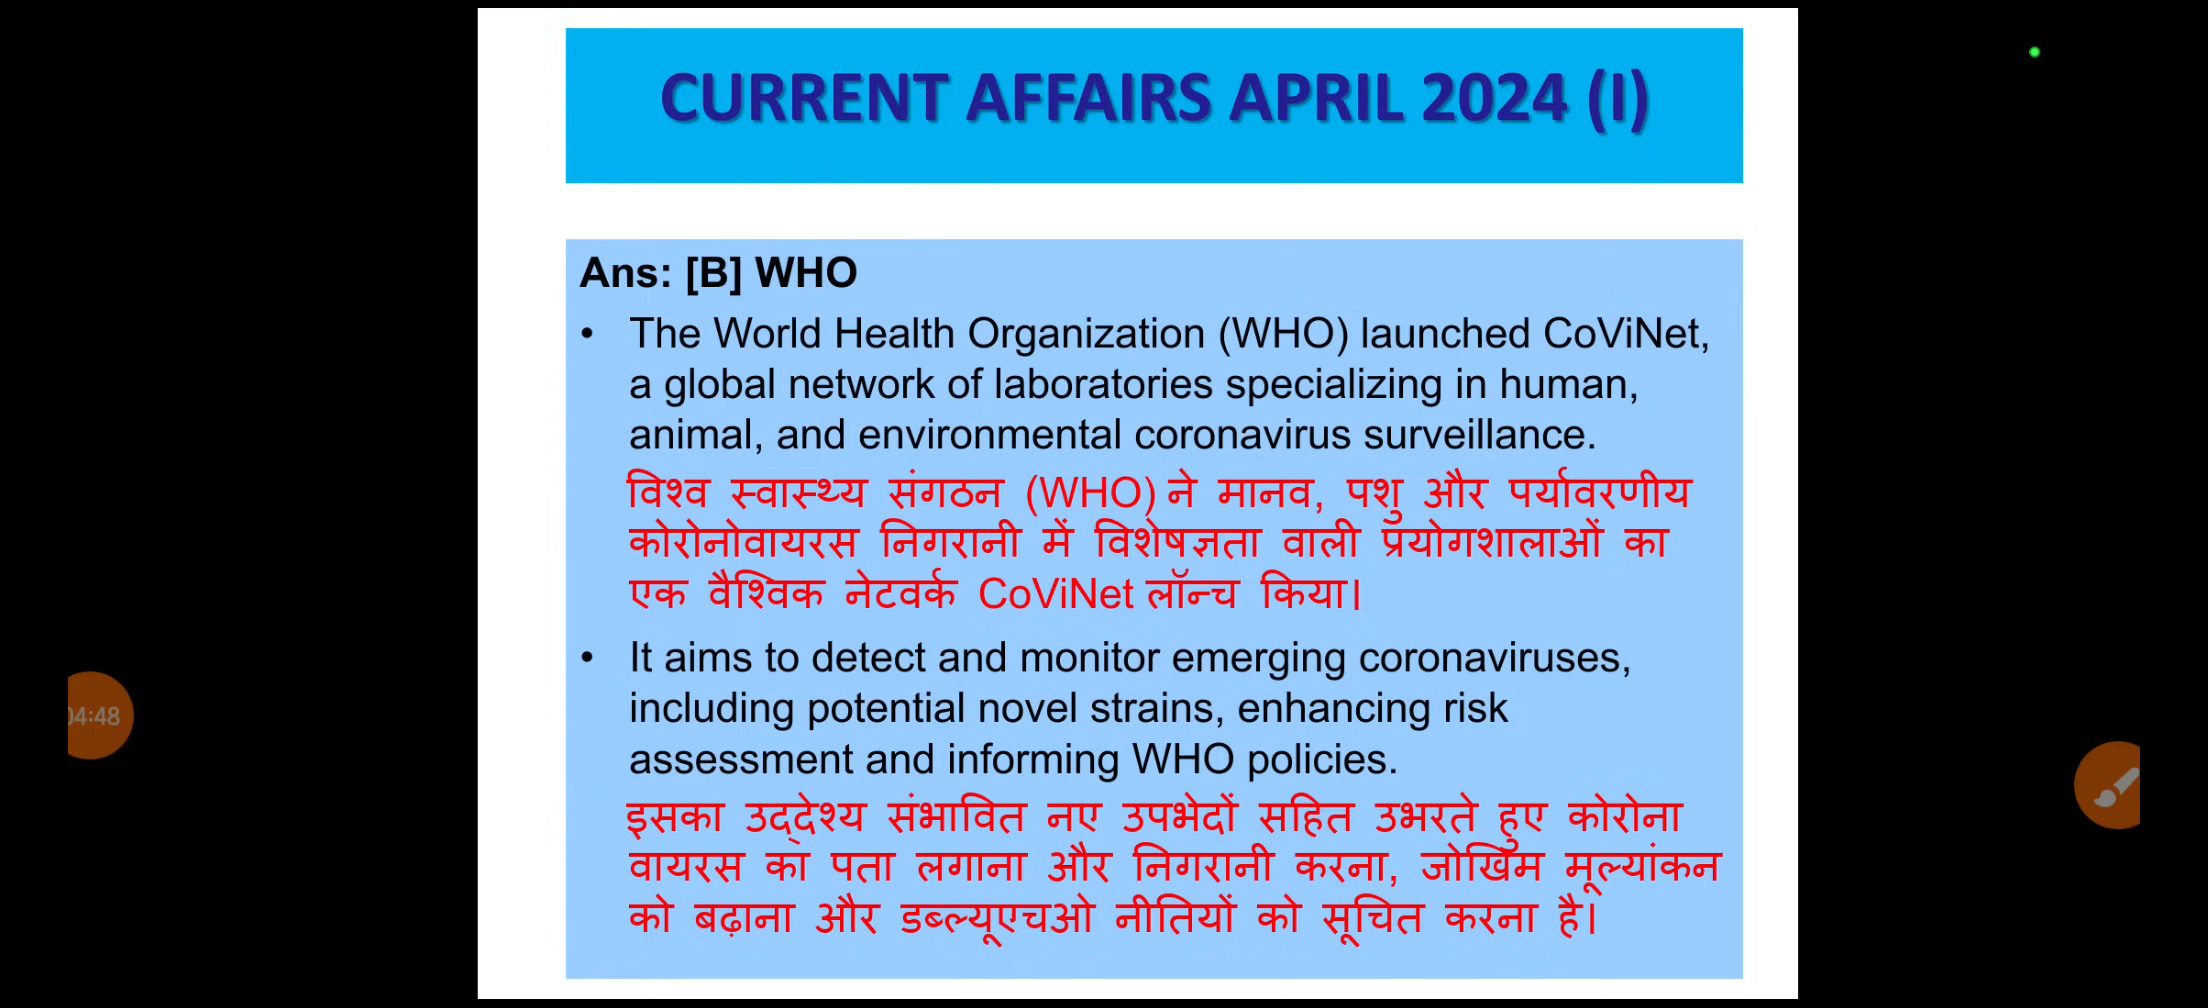 CURRENT AFFAIRS APRIL 2024 (I)
Ans: [B] WHO
• The World Health Organization (WHO) launched CoViNet,
a global network of laboratories specializing in human,
animal, and environmental coronavirus surveillance.
विश्व स्वास्थ्य संगठन (WHO) ने मानव, पशु और पर्यावरणीय
कोरोनोवायरस निगरानी में विशेषज्ञता वाली प्रयोगशालाओं का
एक वैश्विक नेटवर्क CoViNet लॉन्च किया।
• It aims to detect and monitor emerging coronaviruses,
including potential novel strains, enhancing risk
assessment and informing WHO policies.
इसका उद्देश्य संभावित नए उपभेदों सहित उभरते हुए कोरोना
वायरस का पता लगाना और निगरानी करना, जोखिम मूल्यांकन
को बढ़ाना और डब्ल्यूएचओ नीतियों को सूचित करना है।
04:48